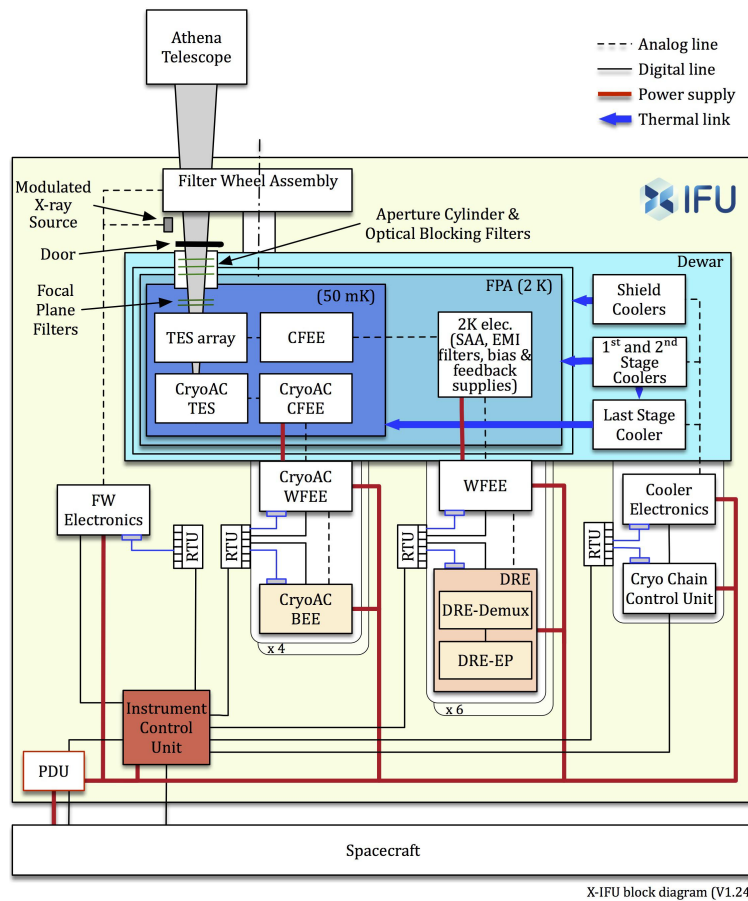 Athena
Telescope
Analog line
Digital line
Power supply
Thermal link
Filter Wheel Assembly
Modulated
X-ray
Source
X IFU
Aperture Cylinder &
Optical Blocking Filters
Door
Dewar
Focal
Plane
Filters
(50 mK)
FPA (2 K)
Shield
Coolers
TES array
CFEE
2K elec.
(SAA, EMI
filters, bias &
feedback
supplies)
1st and 2nd
Stage
Coolers
CryoAC
TES
CryoAC
CFEE
Last Stage
Cooler
FW
Electronics
RTU
RTU
CryoAC
WFEE
CryoAC
BEE
x 4
RTU
WFEE
DRE
DRE-Demux
DRE-EP
x 6
RTU
Cooler
Electronics
Cryo Chain
Control Unit
Instrument
Control
Unit
PDU
Spacecraft
X-IFU block diagram (V1.24